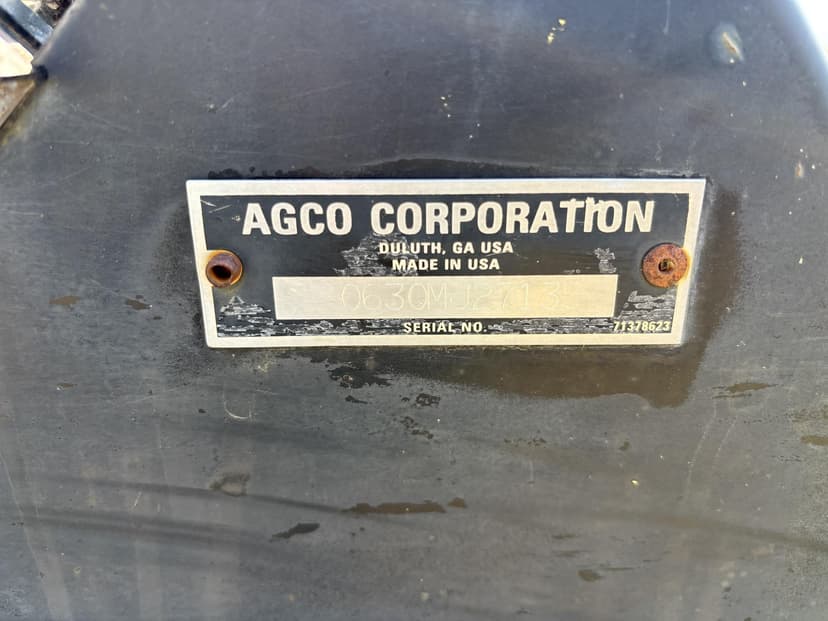 AGCO CORPORATION
DULUTH, GA USA
MADE IN USA
SERIAL NO.
71378623